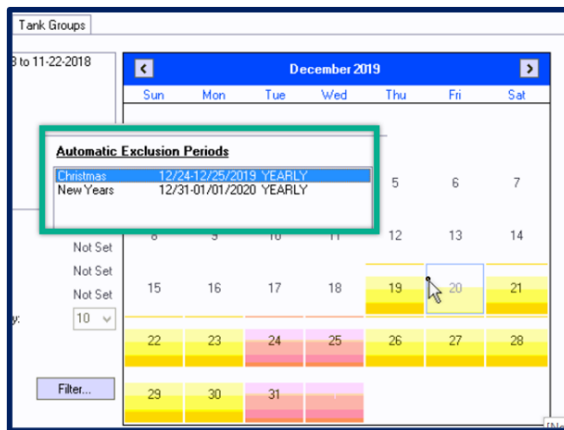 Tank Groups
to 11-22-2018
December 2019
Sun Mon Tue Wed Thu Fri Sat
Automatic Exclusion Periods
Christmas 12/24-12/25/2019 YEARLY
New Years 12/31-01/01/2020 YEARLY
5 6 7
8 9 10 11 12 13 14
Not Set
Not Set
15 16 17 18 19 20 21
Not Set
10
22 23 24 25 26 27 28
Filter...
29 30 31